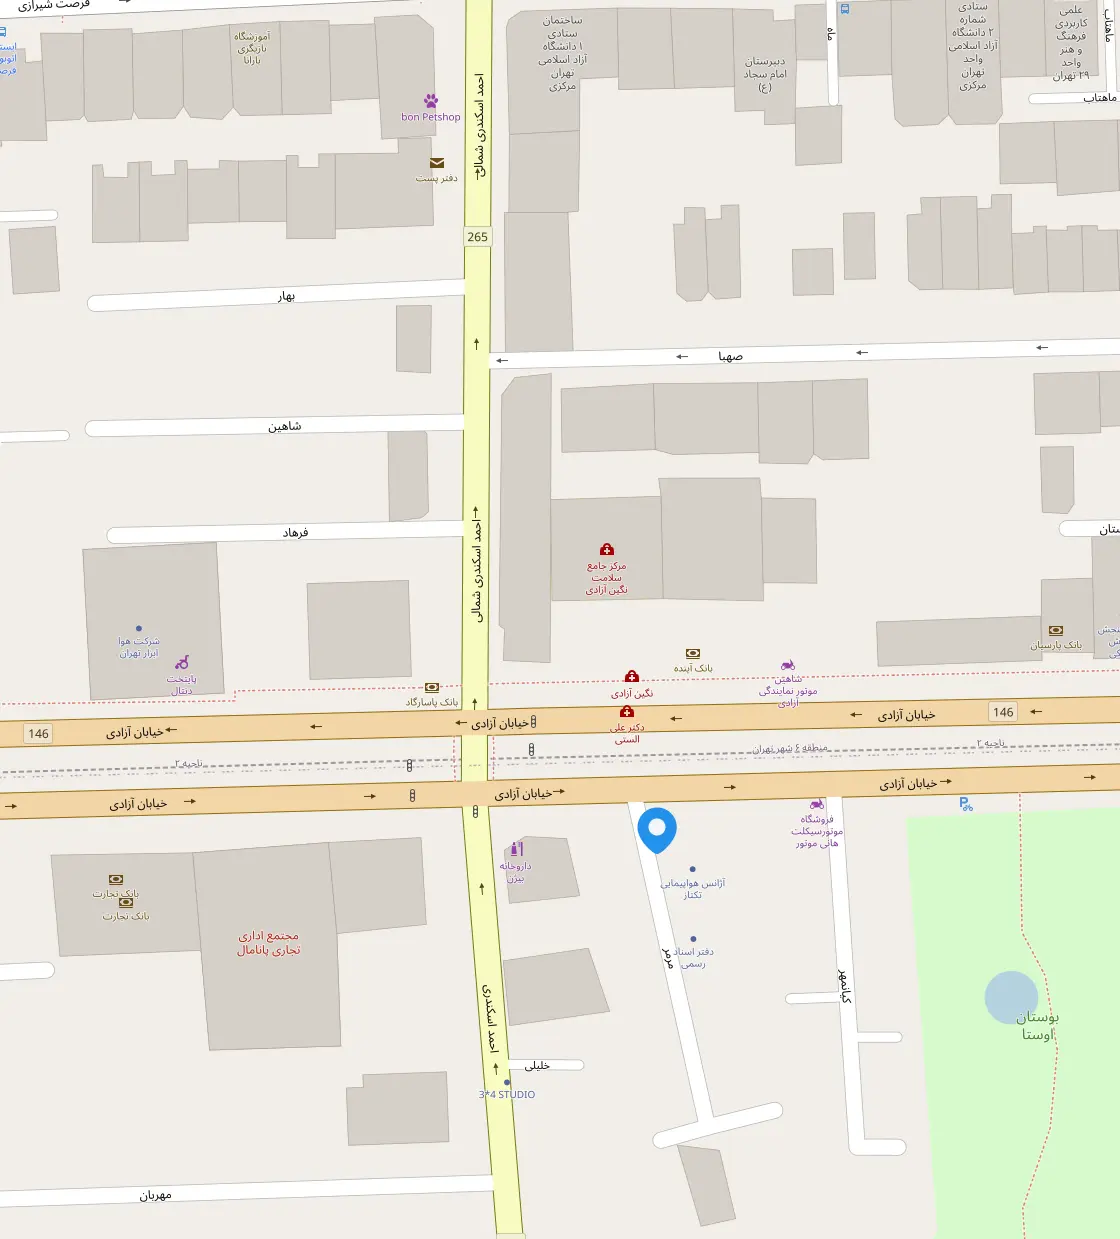 فرصت شیرازی
ساختمان
ستادی
۱ دانشگاه
آزاد اسلامی
تهران
مرکزی
ستادی
شماره
۲ دانشگاه
آزاد اسلامی
واحد
تهران
مرکزی
علمی
کاربردی
فرهنگ
و هنر
واحد
۲۹ تهران
ماهتاب
ماه
آموزشگاه
بازیگری
بارانا
دبیرستان
امام سجاد
(ع)
ماهتاب
bon Petshop
احمد اسکندری شمالی
دفتر پست
265
بهار
صهبا
شاهین
فرهاد
احمد اسکندری شمالی
مرکز جامع
سلامت
نگین آزادی
شرکت هوا
ابزار تهران
پایتخت
دنتال
بانک پارسیان
بانک آینده
نگین آزادی
شاهین
موتور نمایندگی
آزادی
بانک پاسارگاد
146
خیابان آزادی
خیابان آزادی
دکتر علی
الستی
خیابان آزادی
146
ناحیه ۲
منطقه ۶ شهر تهران
ناحیه ۲
خیابان آزادی
خیابان آزادی
خیابان آزادی
فروشگاه
موتورسیکلت
هانی موتور
داروخانه
بیژن
آژانس هواپیمایی
تکتاز
بانک تجارت
بانک تجارت
مجتمع اداری
تجاری پانامال
دفتر اسناد
رسمی
مرمر
کیانمهر
احمد اسکندری
بوستان
اوستا
خلیلی
3*4 STUDIO
مهربان